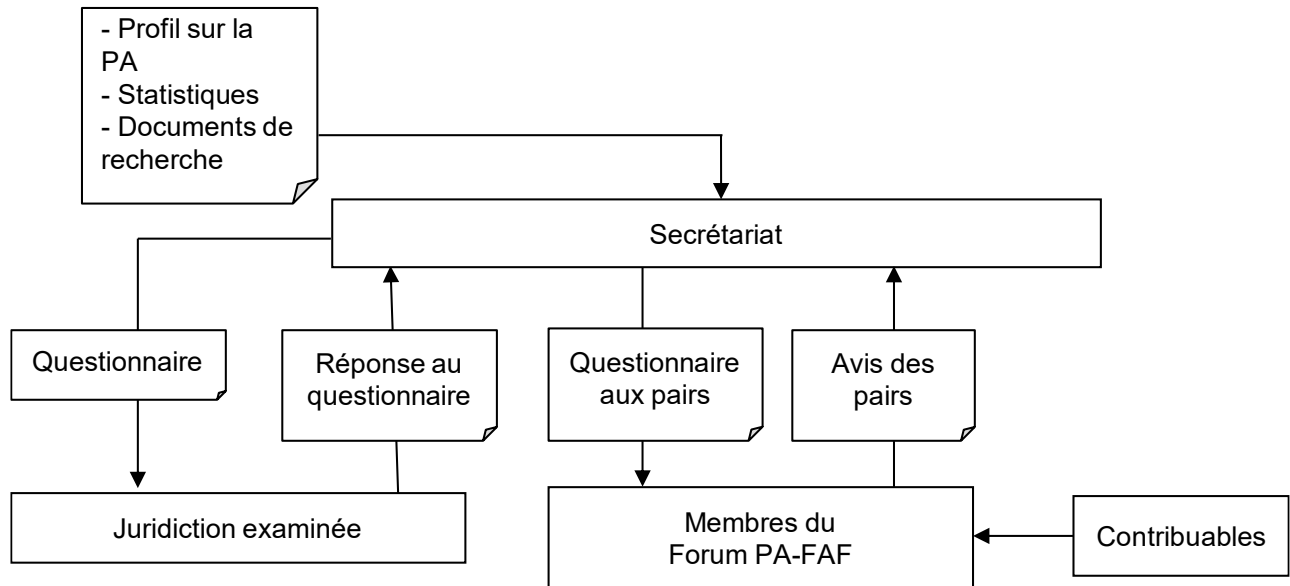 - Profil sur la
PA
- Statistiques
- Documents de
recherche
Secrétariat
Questionnaire
Réponse au
questionnaire
Questionnaire
aux pairs
Avis des
pairs
Juridiction examinée
Membres du
Forum PA-FAF
Contribuables